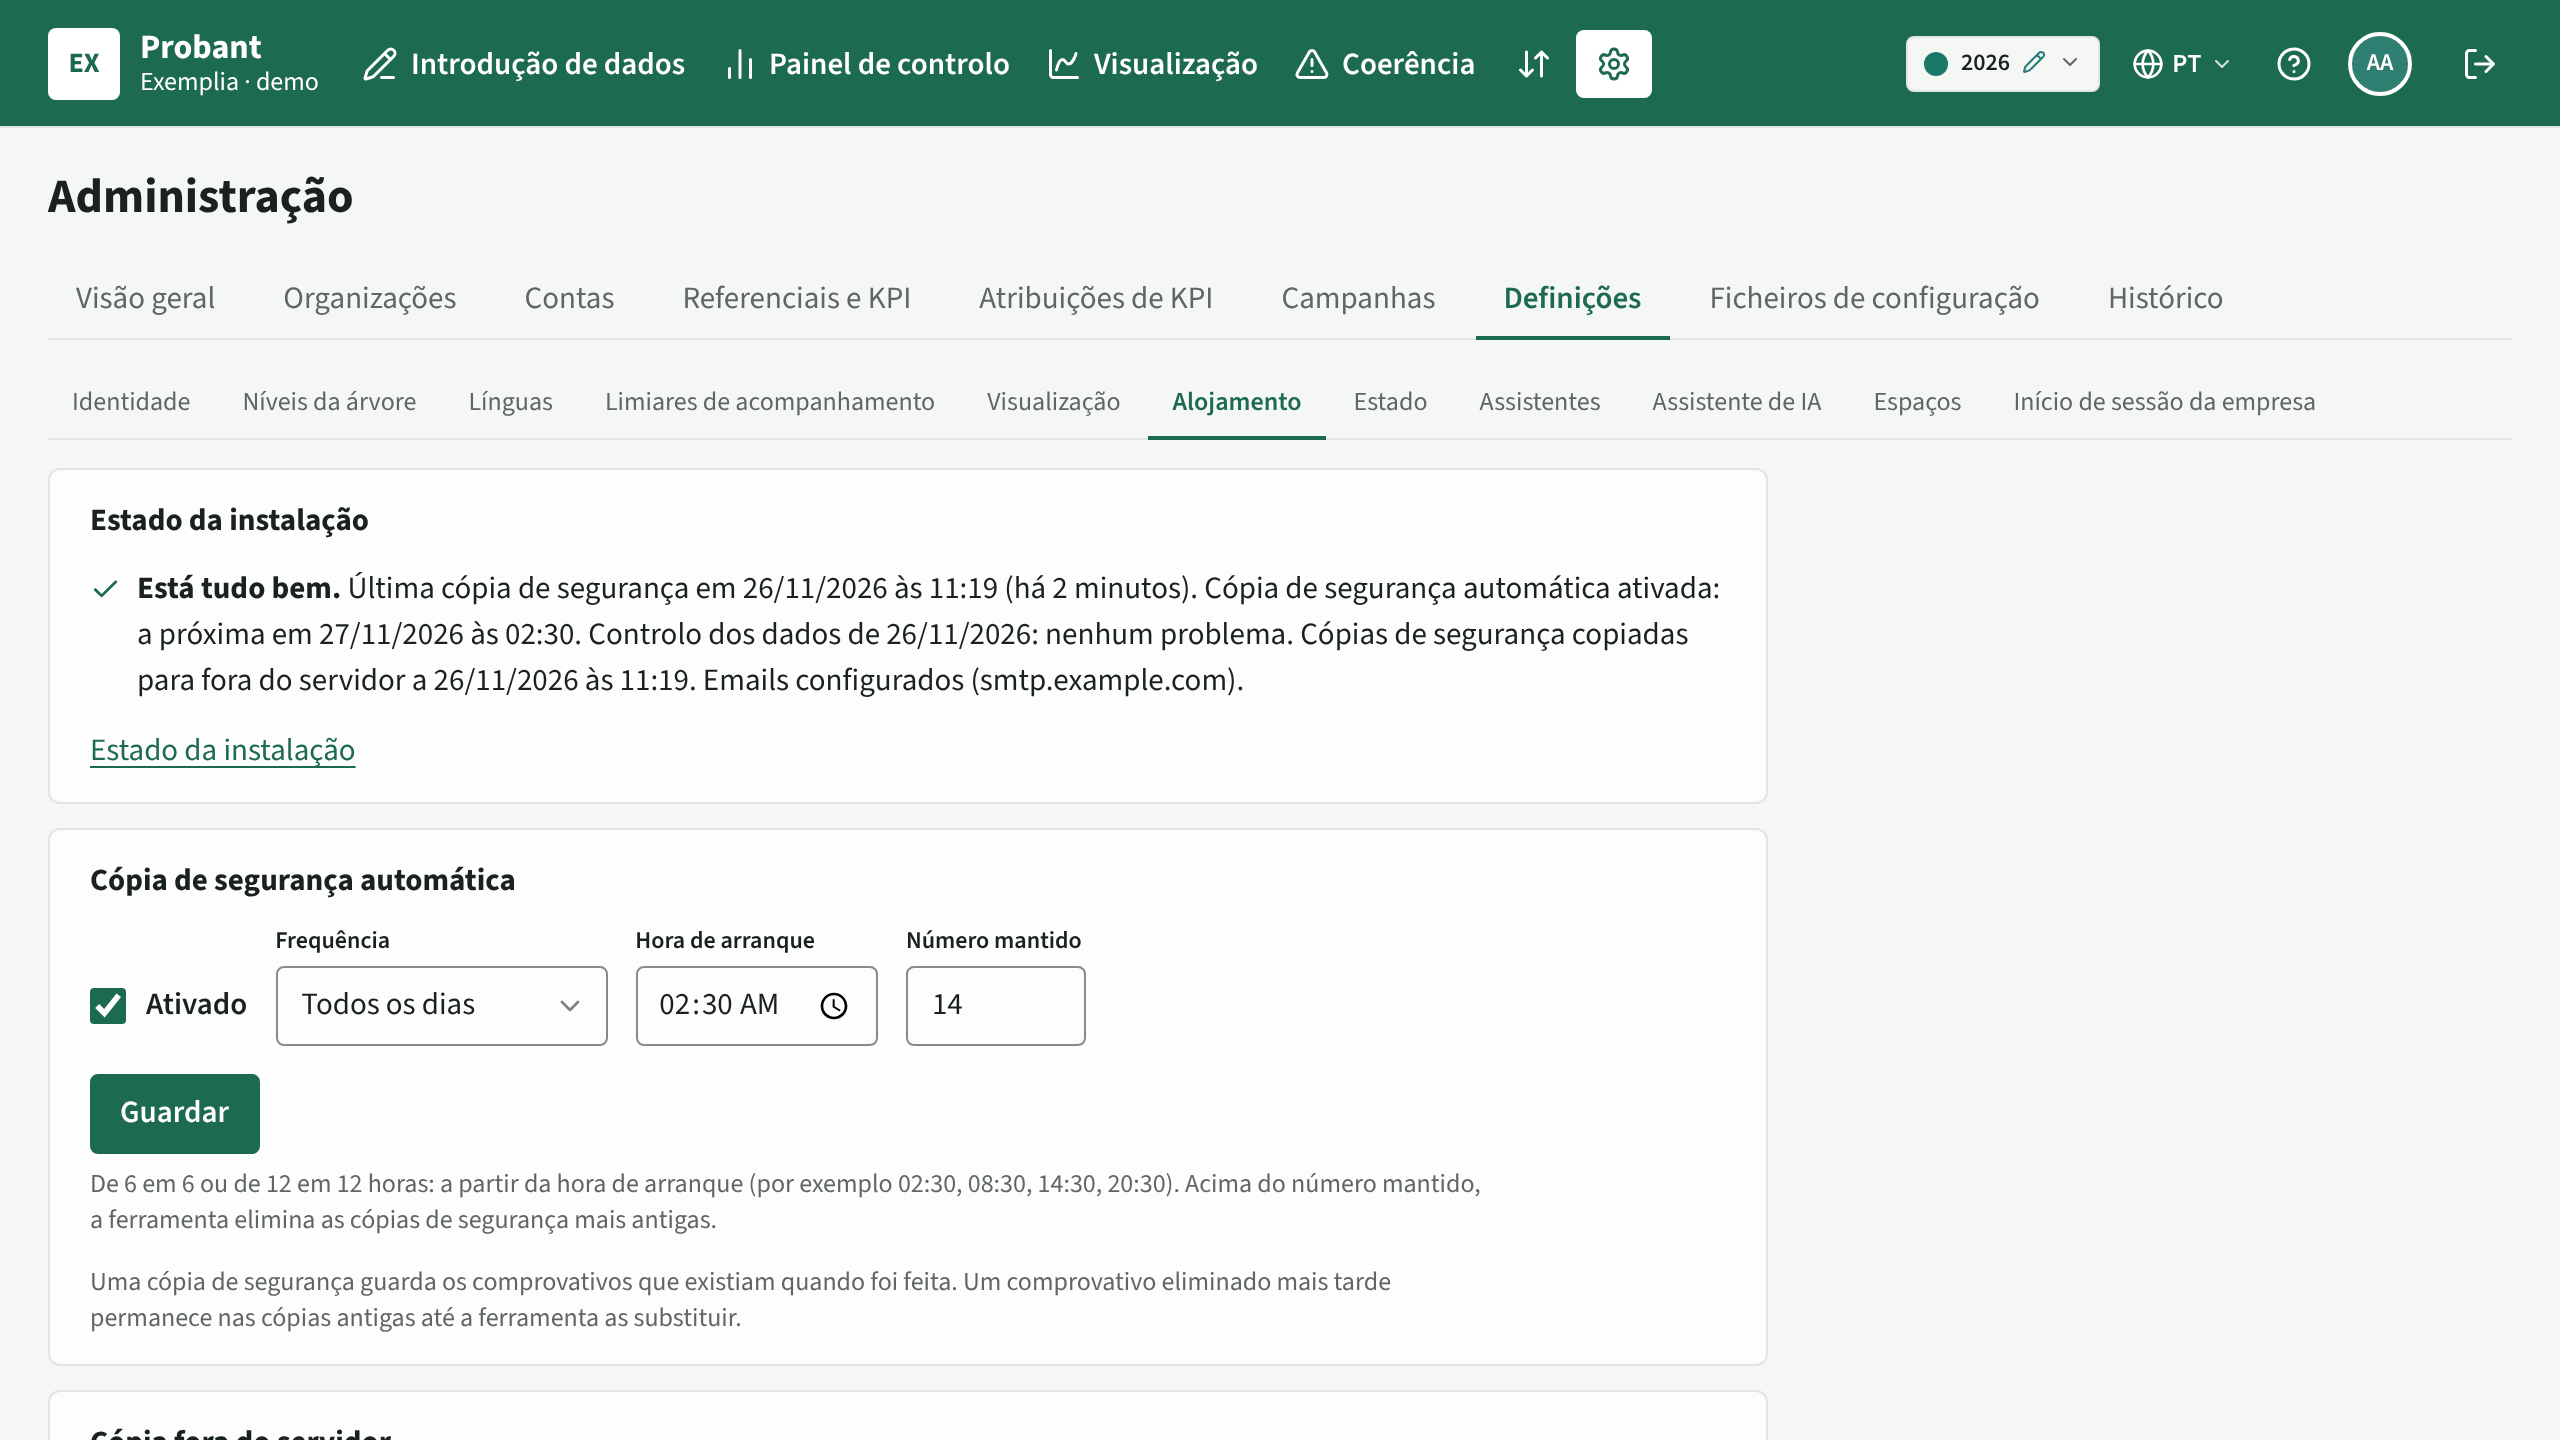 EX
Probant
Exemplia · demo
Introdução de dados
Painel de controlo
Visualização
Coerência
2026
PT
AA
Administração
Visão geral
Organizações
Contas
Referenciais e KPI
Atribuições de KPI
Campanhas
Definições
Ficheiros de configuração
Histórico
Identidade
Níveis da árvore
Línguas
Limiares de acompanhamento
Visualização
Alojamento
Estado
Assistentes
Assistente de IA
Espaços
Início de sessão da empresa
Estado da instalação
Está tudo bem. Última cópia de segurança em 26/11/2026 às 11:19 (há 2 minutos). Cópia de segurança automática ativada:
a próxima em 27/11/2026 às 02:30. Controlo dos dados de 26/11/2026: nenhum problema. Cópias de segurança copiadas
para fora do servidor a 26/11/2026 às 11:19. Emails configurados (smtp.example.com).
Estado da instalação
Cópia de segurança automática
Ativado
Frequência
Todos os dias
Hora de arranque
02:30 AM
Número mantido
14
Guardar
De 6 em 6 ou de 12 em 12 horas: a partir da hora de arranque (por exemplo 02:30, 08:30, 14:30, 20:30). Acima do número mantido,
a ferramenta elimina as cópias de segurança mais antigas.
Uma cópia de segurança guarda os comprovativos que existiam quando foi feita. Um comprovativo eliminado mais tarde
permanece nas cópias antigas até a ferramenta as substituir.
Cópia fora do servidor